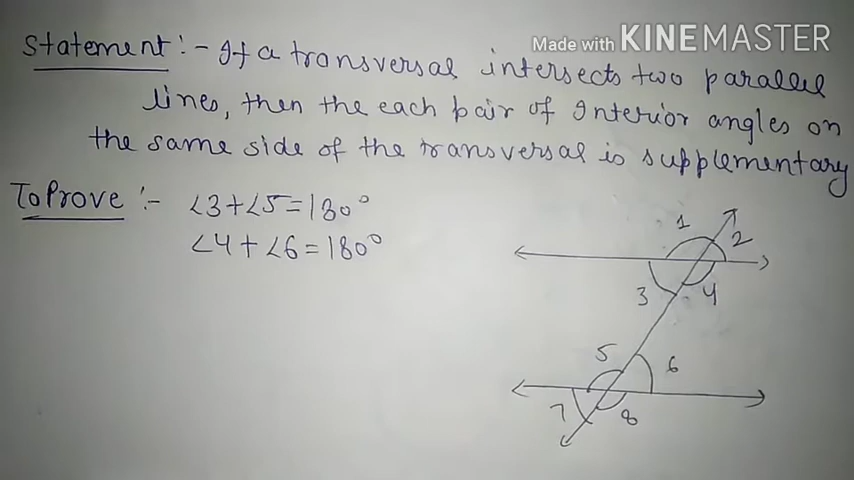 Made with KINEMASTER
Statement :- If a transversal intersects two parallel
lines, then the each pair of Interior angles on
the same side of the transversal is supplementary
To Prove :- ∠3+∠5=180°
∠4+∠6=180°
1
2
3
4
5
6
7
8